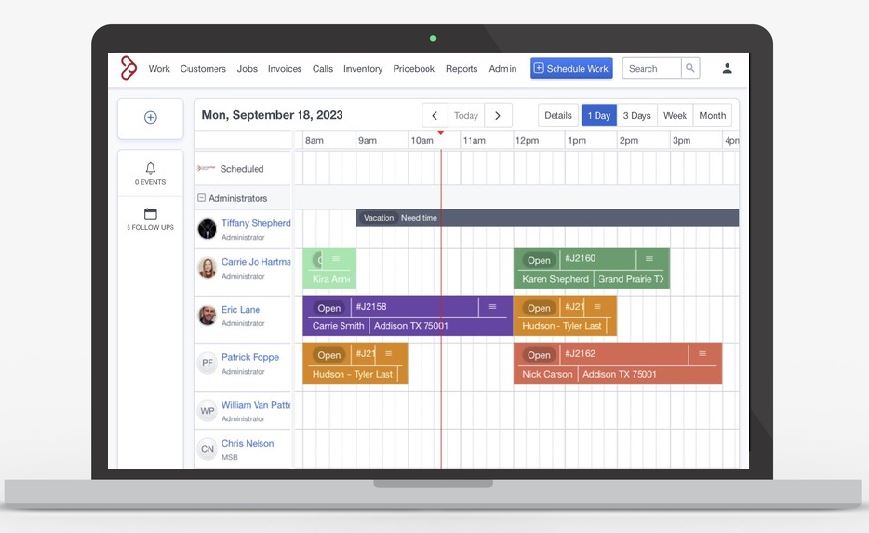 Work Customers Jobs Invoices Calls Inventory Pricebook Reports Admin Schedule Work Search
Mon, September 18, 2023 Today Details 1 Day 3 Days Week Month
8am 9am 10am 11am 12pm 1pm 2pm 3pm 4pm
0 EVENTS
FOLLOW UPS
Scheduled
Administrators
Tiffany Shepherd
Administrator
Vacation Need time
Carrie Jo Hartma
Administrator
Kira Arne
Open #J2160
Karen Shepherd Grand Prairie TX
Eric Lane
Administrator
Open #J2158
Carrie Smith Addison TX 75001
Open #J21
Hudson - Tyler Last
Patrick Foppe
Administrator
PF
Open #J21
Hudson - Tyler Last
Open #J2162
Nick Carson Addison TX 75001
WP
William Van Patte
Administrator
CN
Chris Nelson
MSB